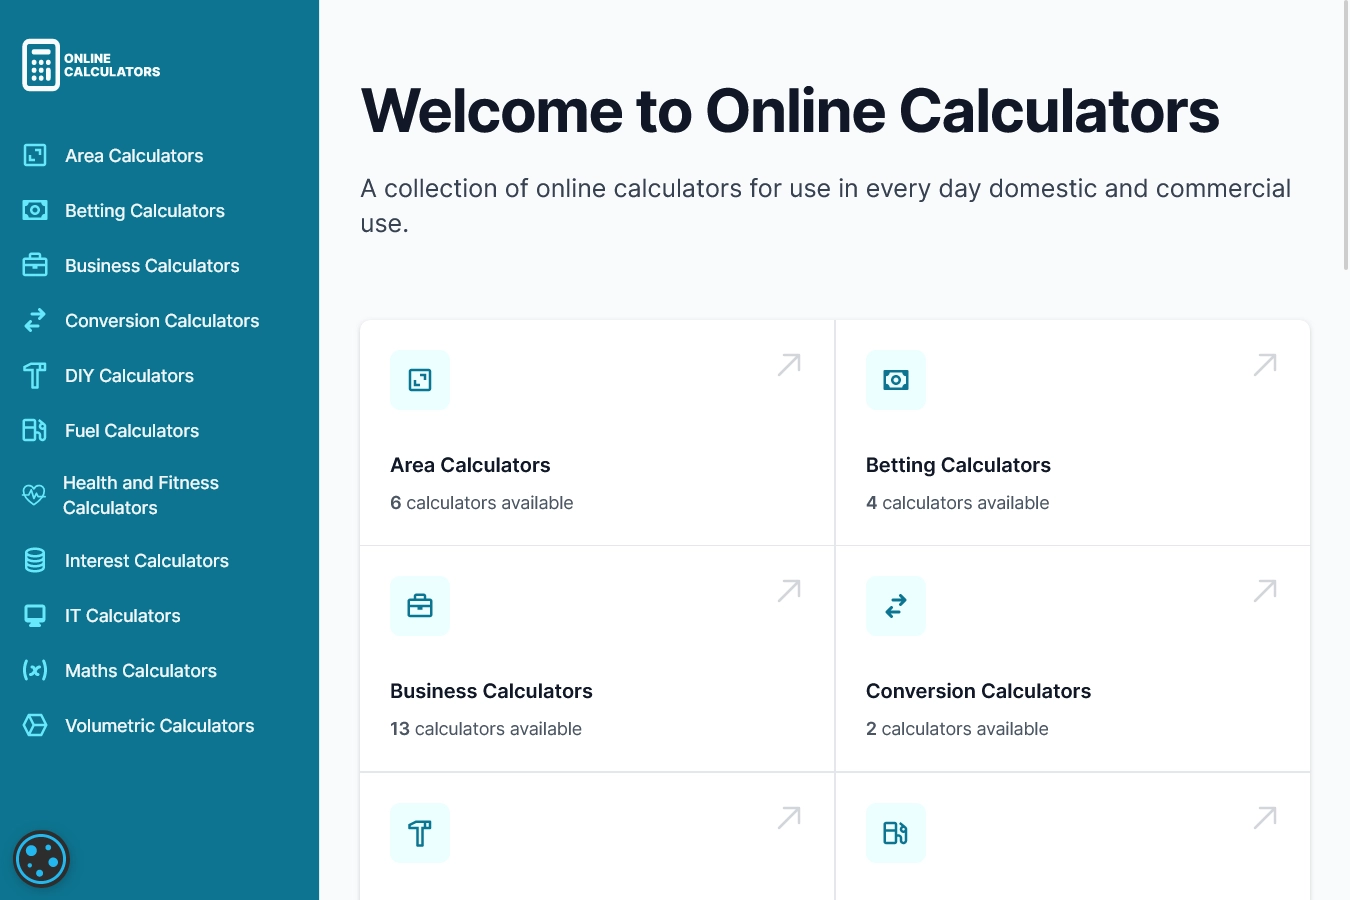 ONLINE
CALCULATORS
Area Calculators
Betting Calculators
Business Calculators
Conversion Calculators
DIY Calculators
Fuel Calculators
Health and Fitness
Calculators
Interest Calculators
IT Calculators
Maths Calculators
Volumetric Calculators
Welcome to Online Calculators
A collection of online calculators for use in every day domestic and commercial
use.
Area Calculators
6 calculators available
Betting Calculators
4 calculators available
Business Calculators
13 calculators available
Conversion Calculators
2 calculators available